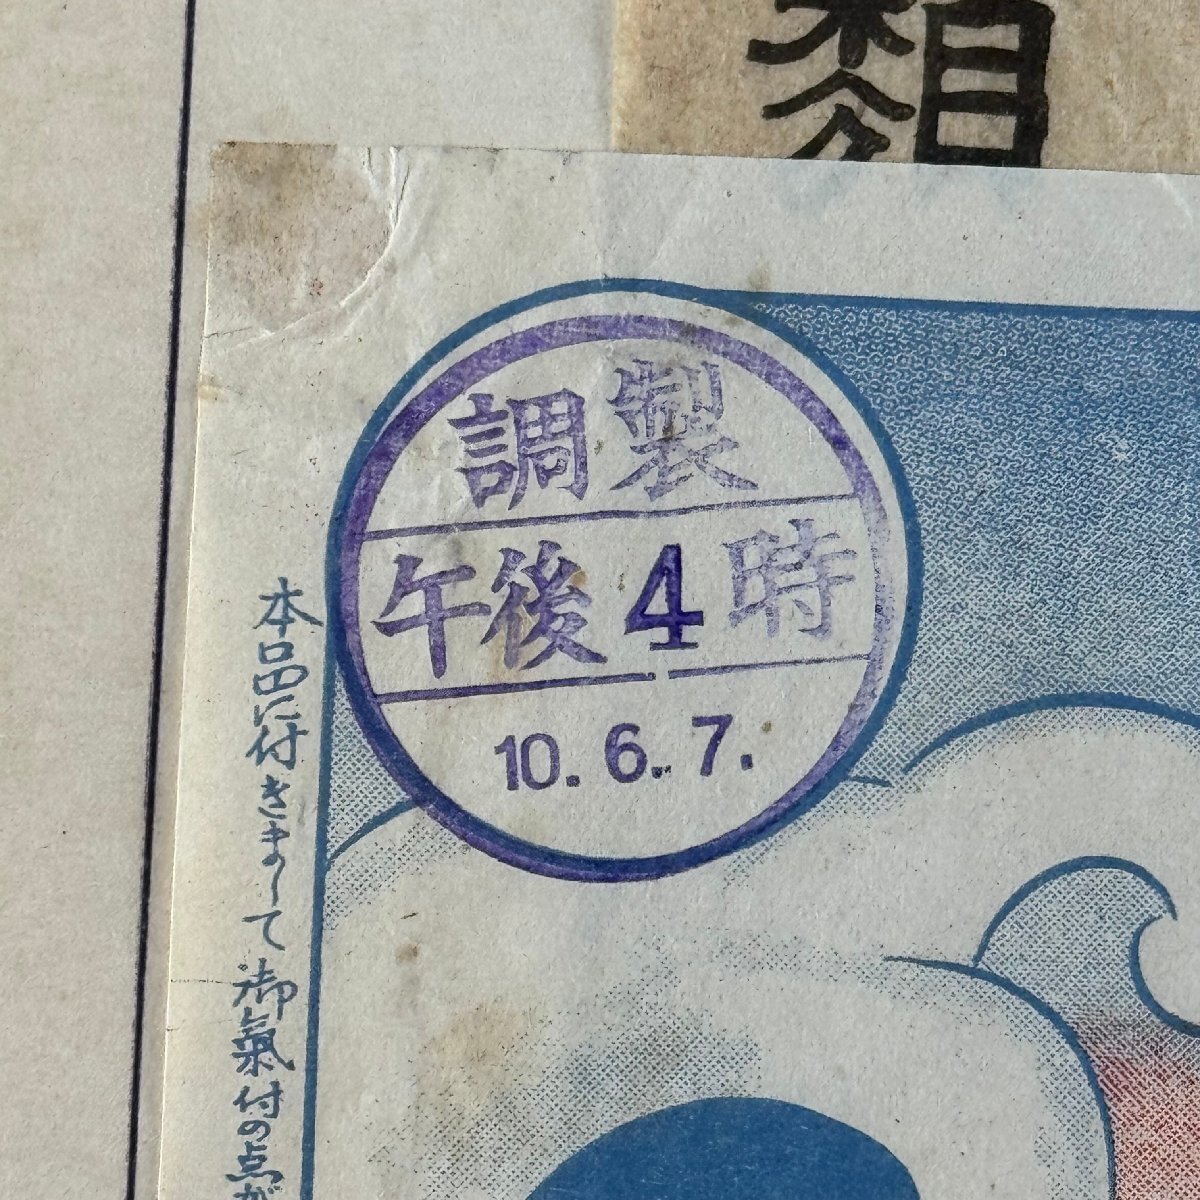 調製
午後4時
10.6.7.
本品に付きまして御氣付の点が